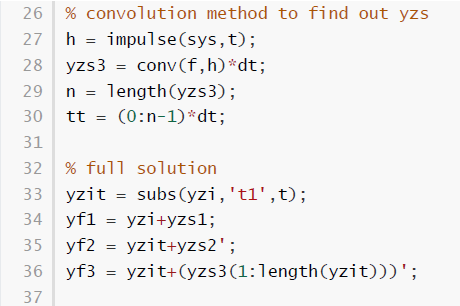 26 % convolution method to find out yzs
27 h = impulse(sys,t);
28 yzs3 = conv(f,h)*dt;
29 n = length(yzs3);
30 tt = (0:n-1)*dt;
31
32 % full solution
33 yzit = subs(yzi,'t1',t);
34 yf1 = yzi+yzs1;
35 yf2 = yzit+yzs2';
36 yf3 = yzit+(yzs3(1:length(yzit)))';
37